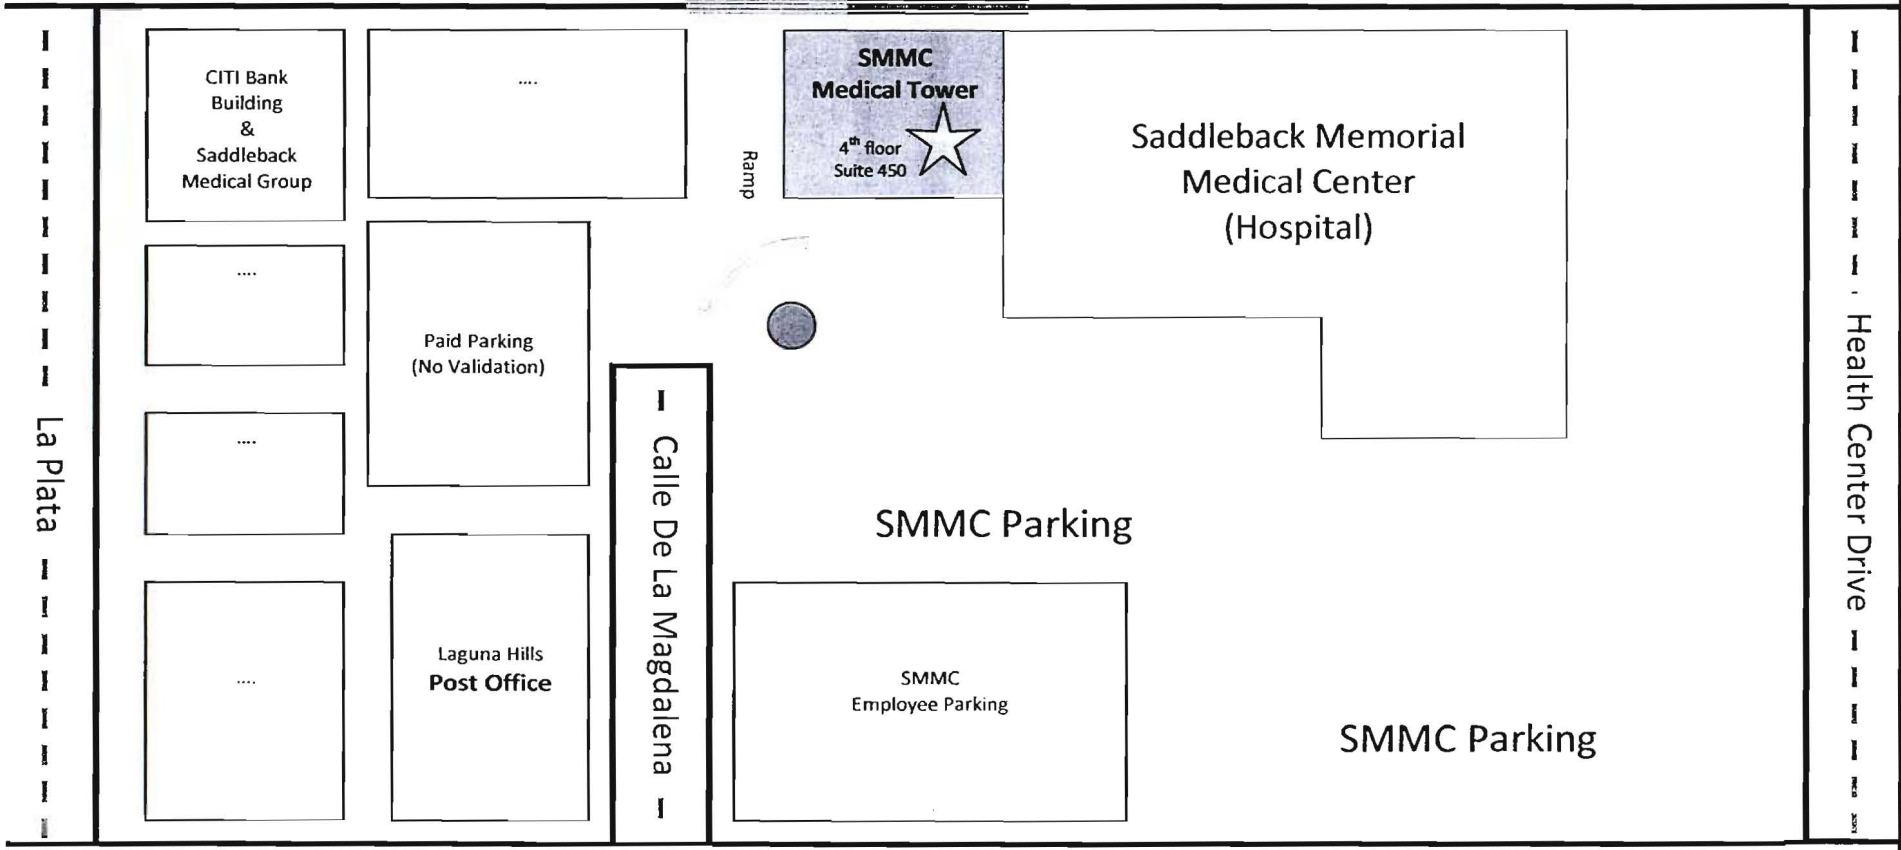 CITI Bank
Building
&
Saddleback
Medical Group
....
SMMC
Medical Tower
4th floor
Suite 450
Ramp
Saddleback Memorial
Medical Center
(Hospital)
....
Paid Parking
(No Validation)
....
La Plata
Calle De La Magdalena
Health Center Drive
SMMC Parking
....
Laguna Hills
Post Office
SMMC
Employee Parking
SMMC Parking